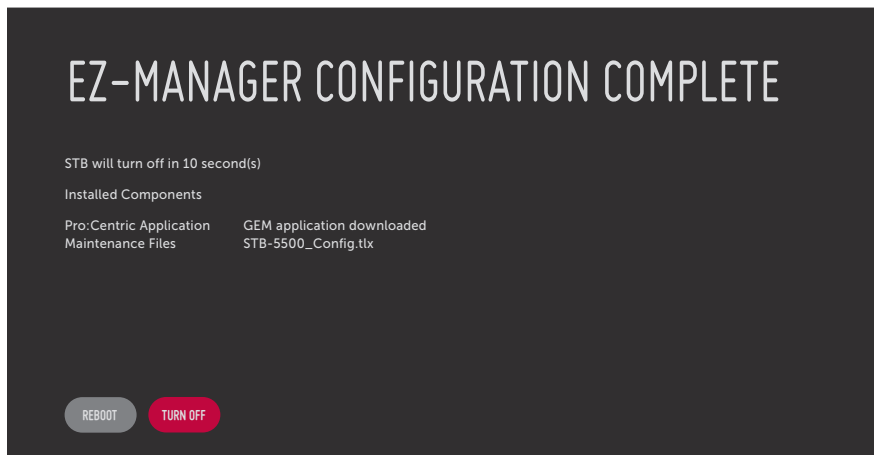 EZ-MANAGER CONFIGURATION COMPLETE
STB will turn off in 10 second(s)
Installed Components
Pro:Centric Application GEM application downloaded
Maintenance Files STB-5500_Config.tlx
REBOOT TURN OFF